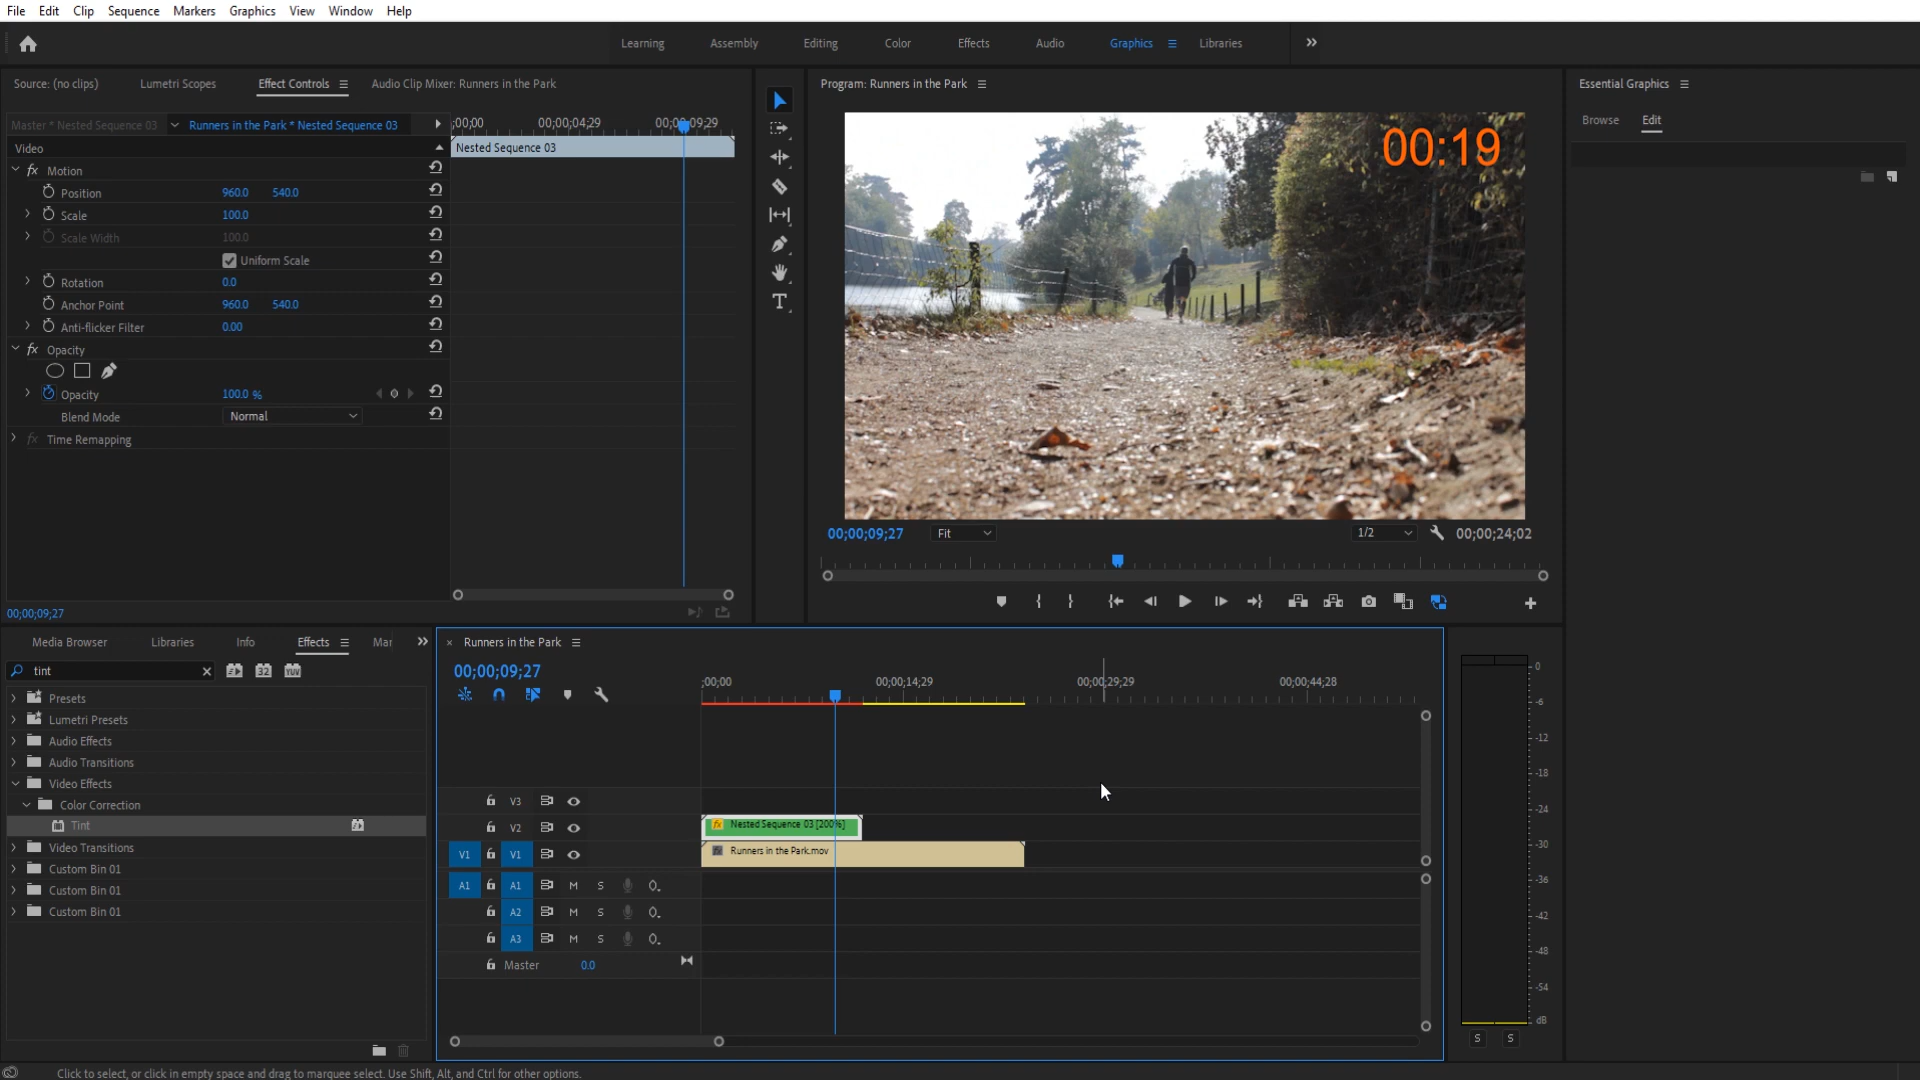 File Edit Clip Sequence Markers Graphics View Window Help
Learning Assembly Editing Color Effects Audio Graphics Libraries
Source: (no clips) Lumetri Scopes Effect Controls Audio Clip Mixer: Runners in the Park
Master * Nested Sequence 03 Runners in the Park * Nested Sequence 03
;00;00 00;00;04;29 00;00;09;29
Video
Nested Sequence 03
Motion
Position 960.0 540.0
Scale 100.0
Scale Width 100.0
Uniform Scale
Rotation 0.0
Anchor Point 960.0 540.0
Anti-flicker Filter 0.00
Opacity
Opacity 100.0 %
Blend Mode Normal
Time Remapping
00;00;09;27
Program: Runners in the Park
00:19
00;00;09;27 Fit 1/2 00;00;24;02
Essential Graphics
Browse Edit
Media Browser Libraries Info Effects Mar
tint 32 YUV
Presets
Lumetri Presets
Audio Effects
Audio Transitions
Video Effects
Color Correction
Tint
Video Transitions
Custom Bin 01
Custom Bin 01
Custom Bin 01
× Runners in the Park
00;00;09;27
;00;00 00;00;14;29 00;00;29;29 00;00;44;28
V3
V2 Nested Sequence 03 [200%]
V1 V1 Runners in the Park.mov
A1 A1 M S
A2 M S
A3 M S
Master 0.0
0
-6
-12
-18
-24
-30
-36
-42
-48
-54
dB
S S
Click to select, or click in empty space and drag to marquee select. Use Shift, Alt, and Ctrl for other options.